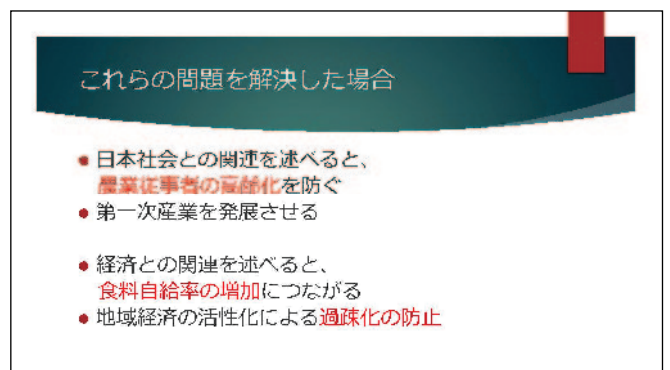 これらの問題を解決した場合
日本社会との関連を述べると、
農業従事者の高齢化を防ぐ
第一次産業を発展させる
経済との関連を述べると、
食料自給率の増加につながる
地域経済の活性化による過疎化の防止